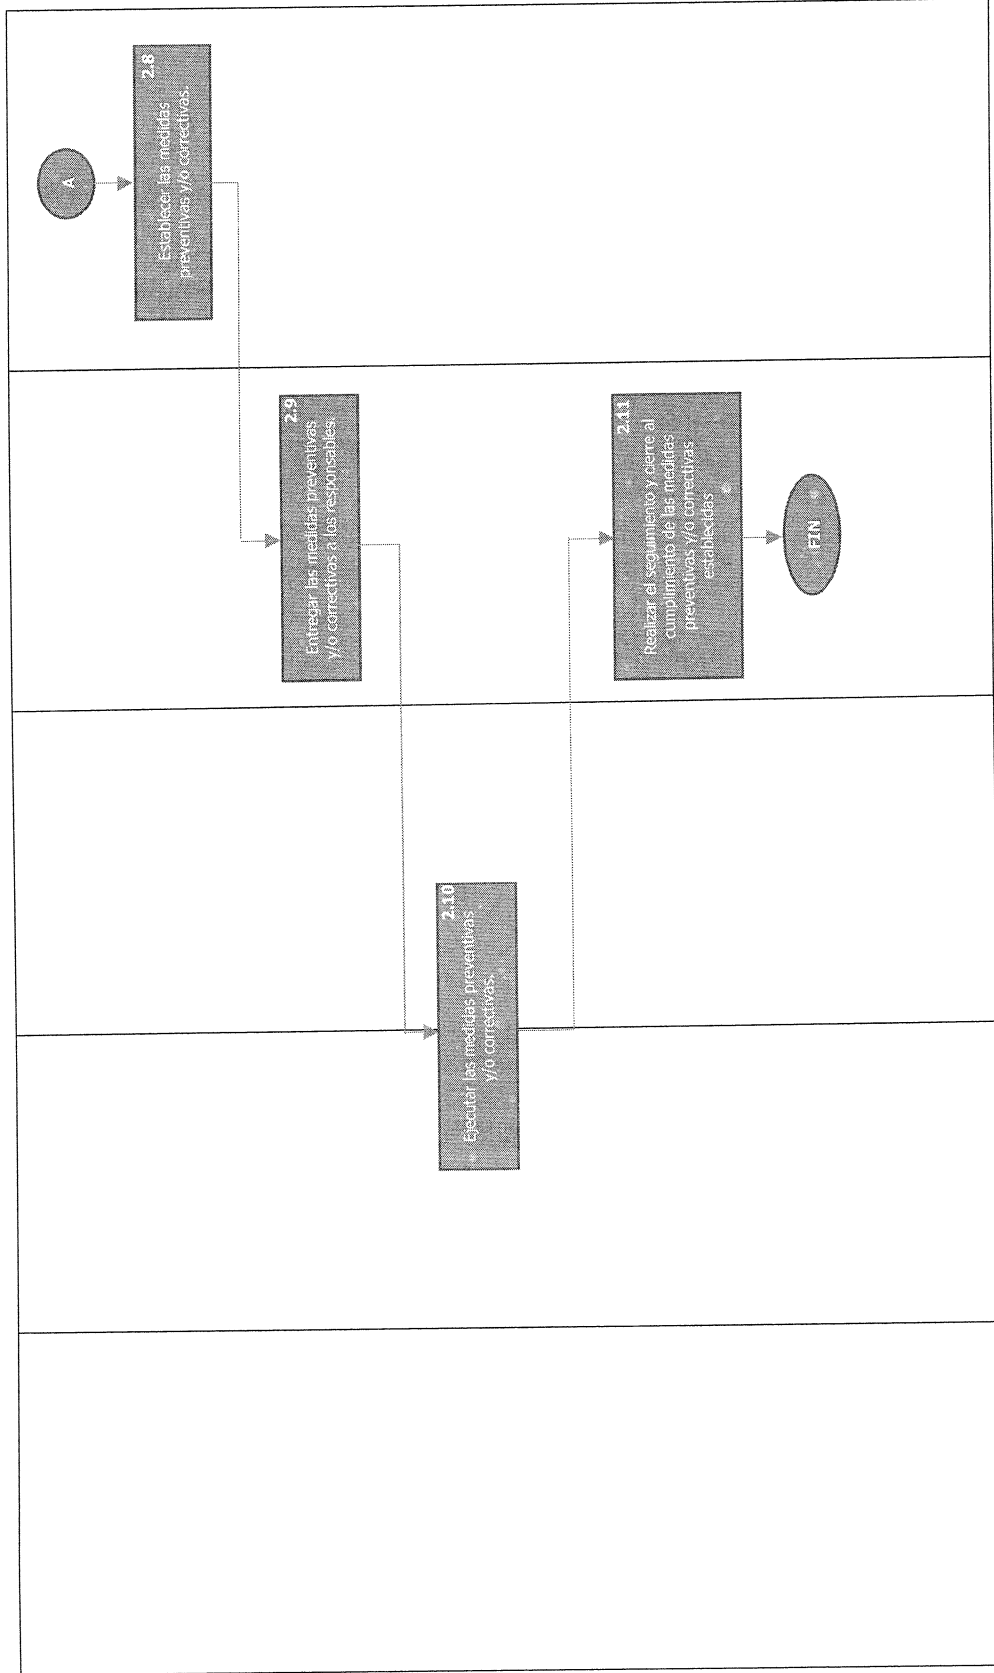 A
2.8
Establecer las medidas
preventivas y/o correctivas.
2.9
Entregar las medidas preventivas
y/o correctivas a los responsables.
2.10
Ejecutar las medidas preventivas
y/o correctivas.
2.11
Realizar el seguimiento y cierre al
cumplimiento de las medidas
preventivas y/o correctivas
establecidas
FIN